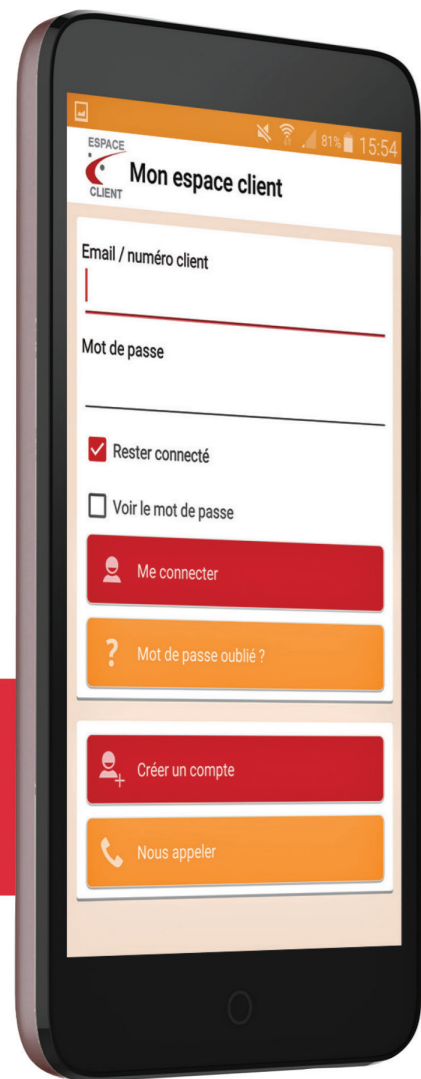 81% 15:54
ESPACE
CLIENT
Mon espace client
Email / numéro client
Mot de passe
Rester connecté
Voir le mot de passe
Me connecter
? Mot de passe oublié ?
Créer un compte
Nous appeler